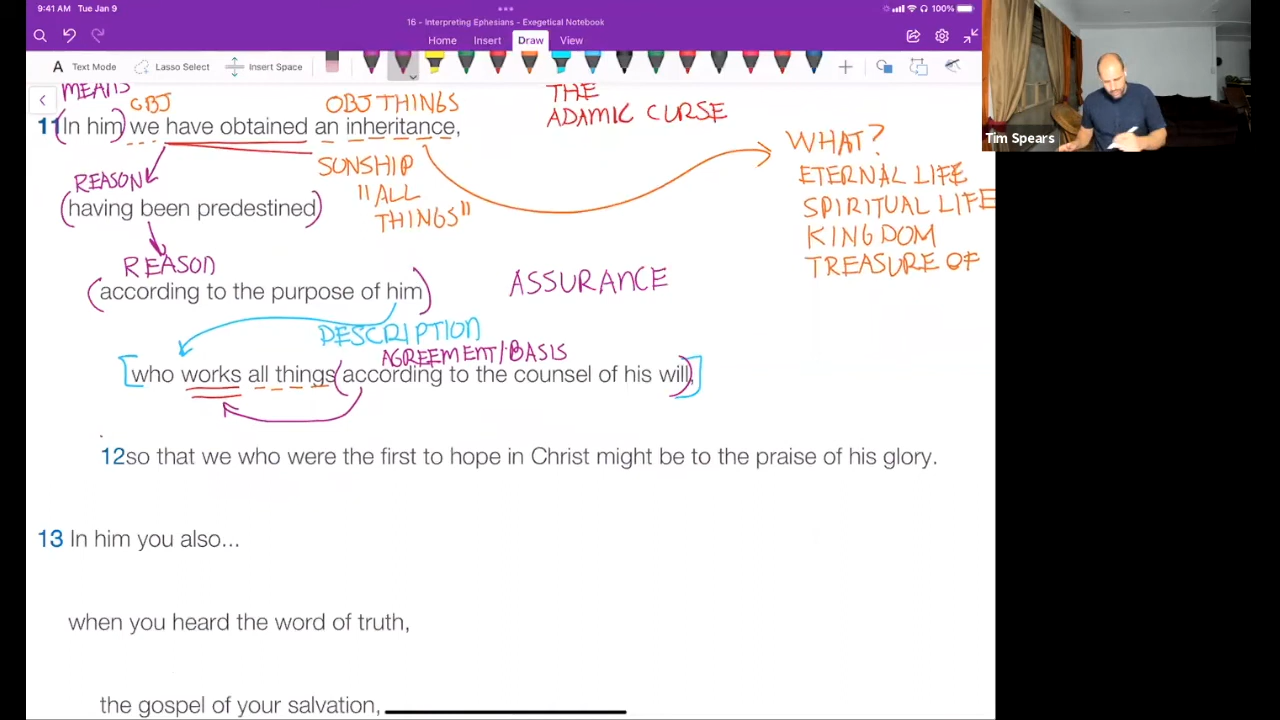 9:41 AM Tue Jan 9
100%
16 - Interpreting Ephesians - Exegetical Notebook
Home Insert Draw View
A Text Mode Lasso Select Insert Space
MEANS
OBJ
OBJ THINGS
THE
ADAMIC CURSE
11(In him) we have obtained an inheritance,
WHAT?
Tim Spears
SONSHIP
"ALL
THINGS"
ETERNAL LIFE
SPIRITUAL LIFE
KINGDOM
TREASURE OF
REASON
(having been predestined)
REASON
(according to the purpose of him)
ASSURANCE
DESCRIPTION
AGREEMENT/BASIS
[who works all things (according to the counsel of his will,)]
12so that we who were the first to hope in Christ might be to the praise of his glory.
13 In him you also...
when you heard the word of truth,
the gospel of your salvation,